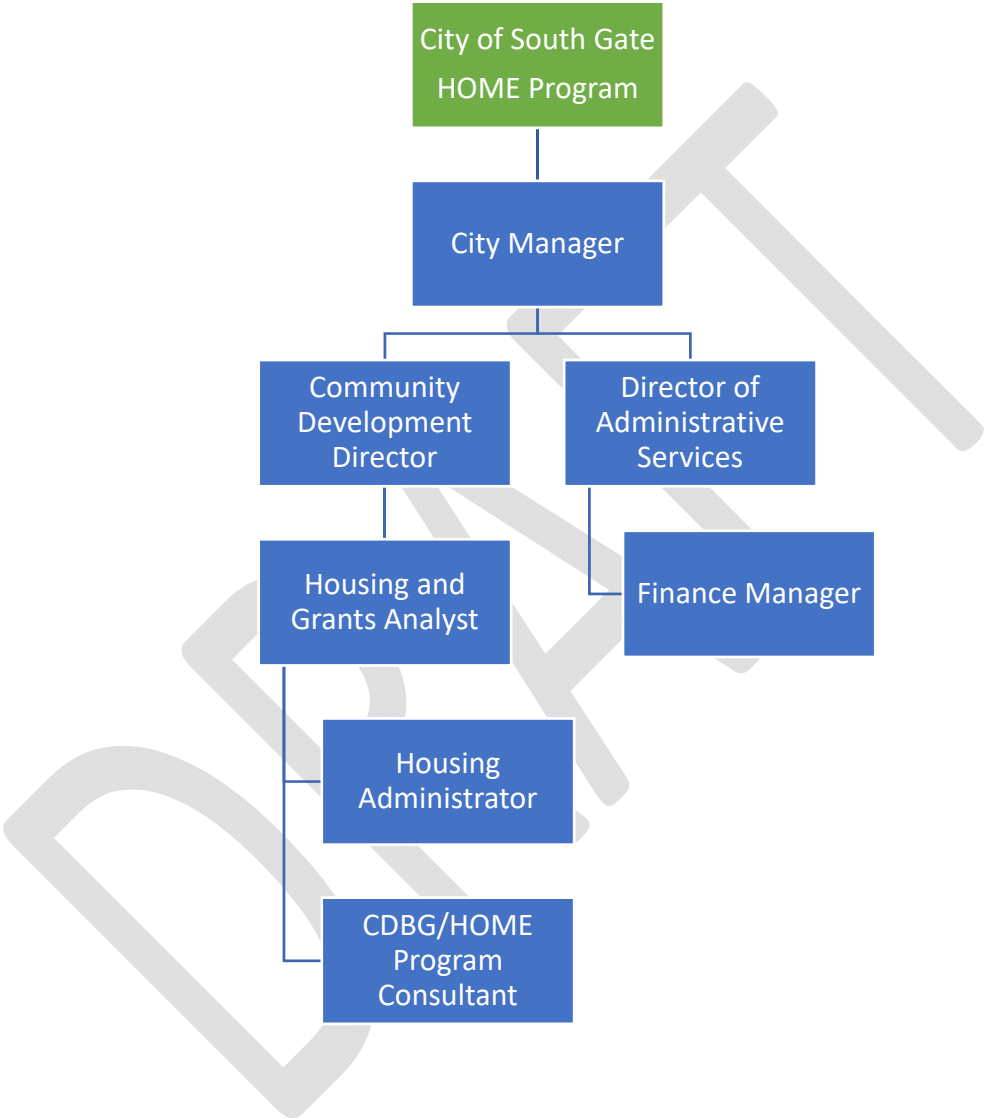 City of South Gate
HOME Program
City Manager
Community
Development
Director
Director of
Administrative
Services
Housing and
Grants Analyst
Finance Manager
Housing
Administrator
CDBG/HOME
Program
Consultant
DRAFT